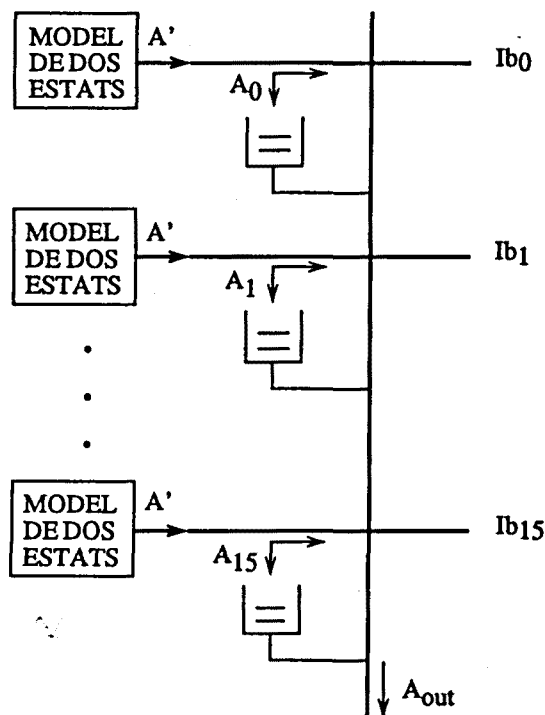 MODEL
DE DOS
ESTATS
A'
A0
Ib0
MODEL
DE DOS
ESTATS
A'
A1
Ib1
MODEL
DE DOS
ESTATS
A'
A15
Ib15
Aout